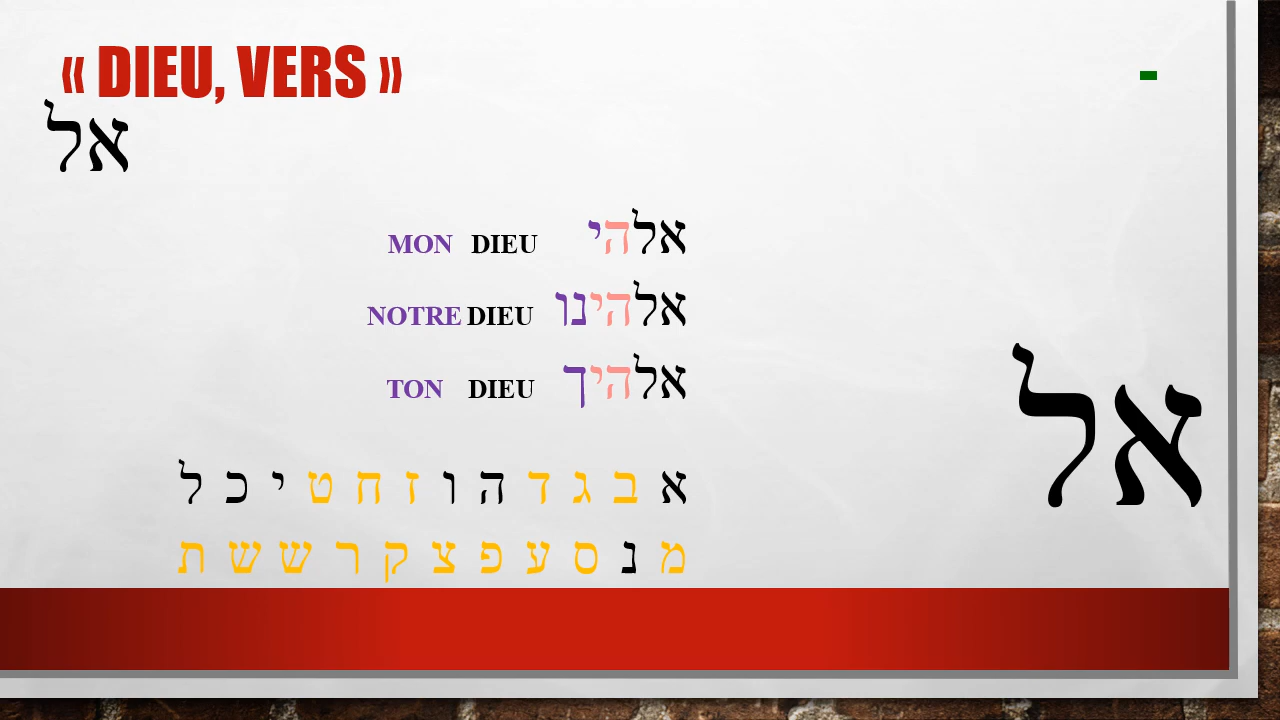 « DIEU, VERS »
-
אל
MON DIEU אלהי
NOTRE DIEU אלהינו
TON DIEU אלהיך
אל
א ב ג ד ה ו ז ח ט י כ ל
מ נ ס ע פ צ ק ר ש ש ת